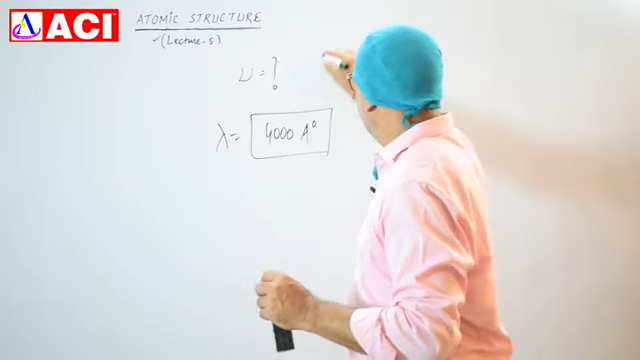 ACI
ATOMIC STRUCTURE
(Lecture-5)
ν = ?
λ = 4000 A°